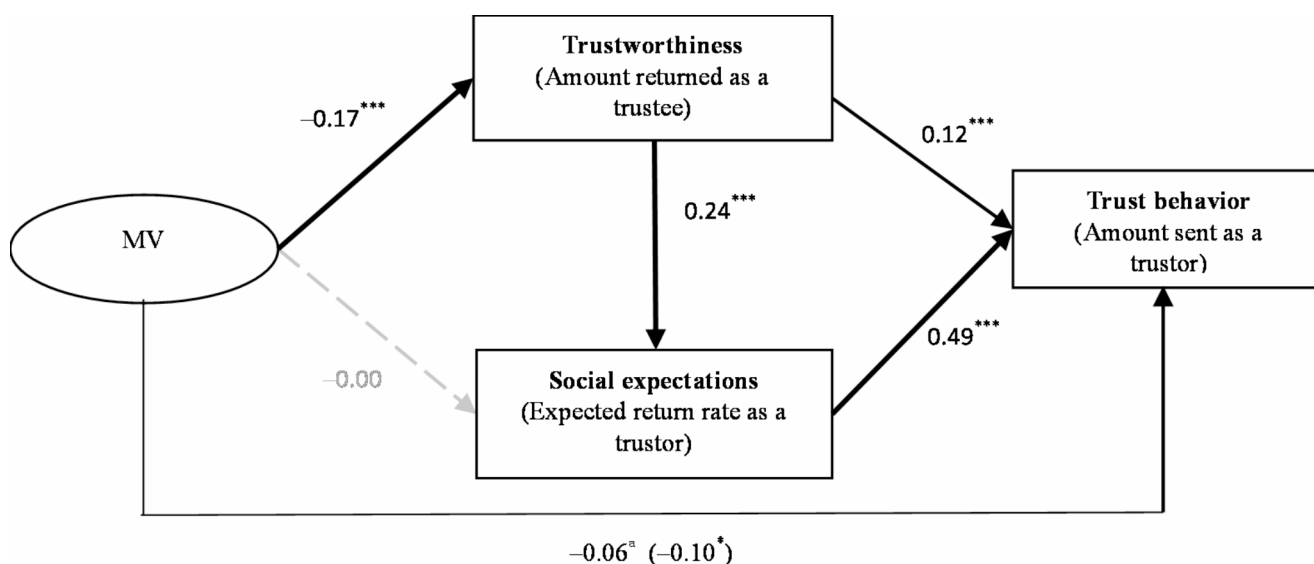 Trustworthiness
(Amount returned as a
trustee)
–0.17***
0.12***
Trust behavior
(Amount sent as a
trustor)
0.24***
MV
0.49***
–0.00
Social expectations
(Expected return rate as a
trustor)
–0.06ª (–0.10*)